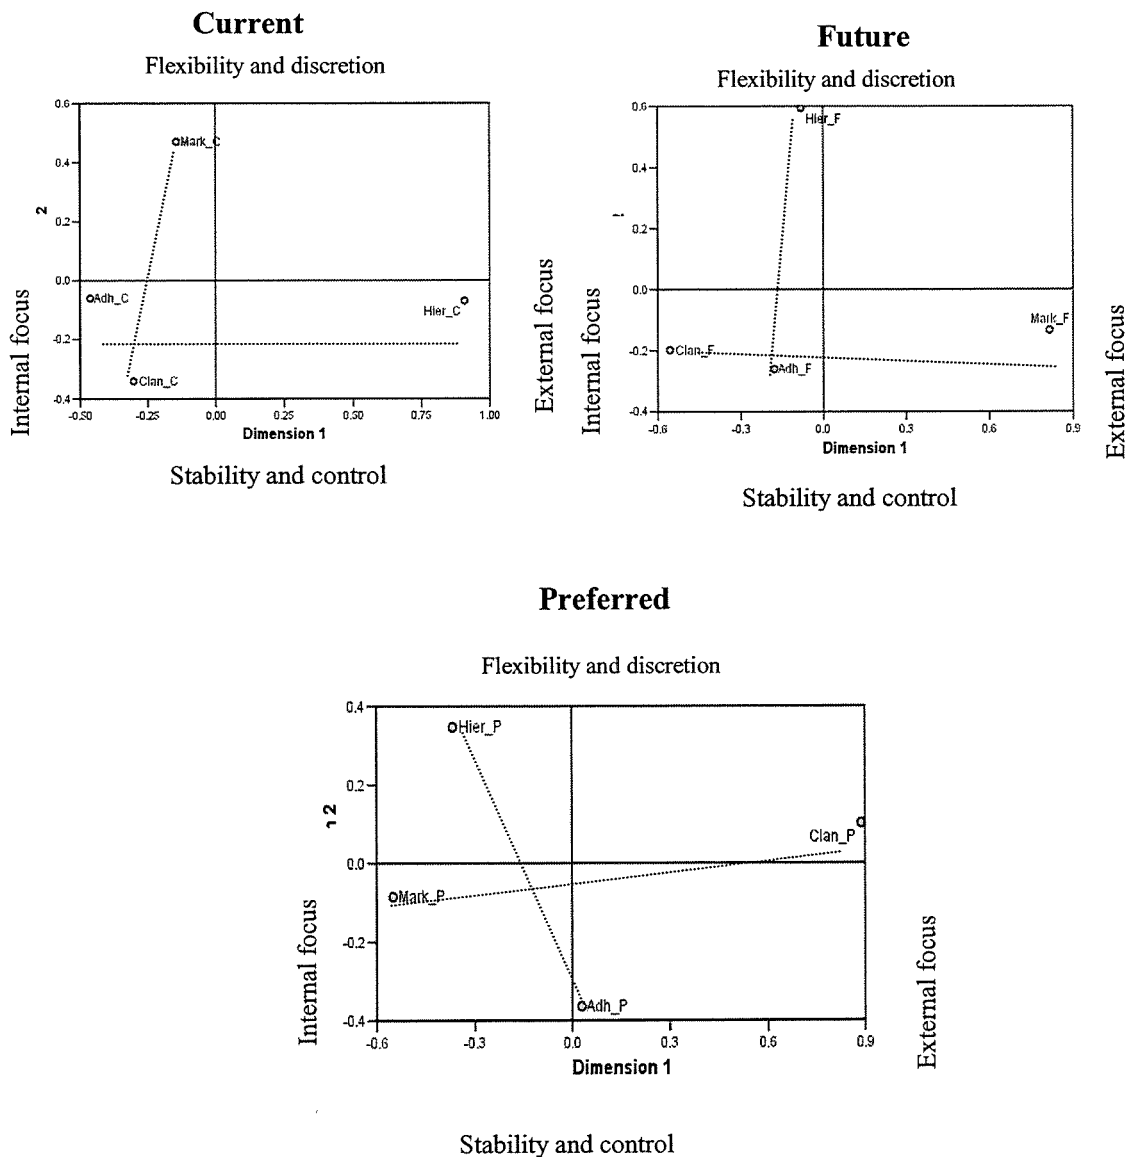 Current
Flexibility and discretion
0.6
0.4
0.2
0.0
-0.2
-0.4
2
Mark_C
Adh_C
Hier_C
Clan_C
-0.50
-0.25
0.00
0.25
0.50
0.75
1.00
Dimension 1
Internal focus
External focus
Stability and control
Future
Flexibility and discretion
0.6
0.4
0.2
0.0
-0.2
-0.4
Hier_F
Mark_F
Clan_F
Adh_F
-0.6
-0.3
0.0
0.3
0.6
0.9
Dimension 1
Internal focus
External focus
Stability and control
Preferred
Flexibility and discretion
0.4
0.2
0.0
-0.2
-0.4
2
Hier_P
Clan_P
Mark_P
Adh_P
-0.6
-0.3
0.0
0.3
0.6
0.9
Dimension 1
Internal focus
External focus
Stability and control